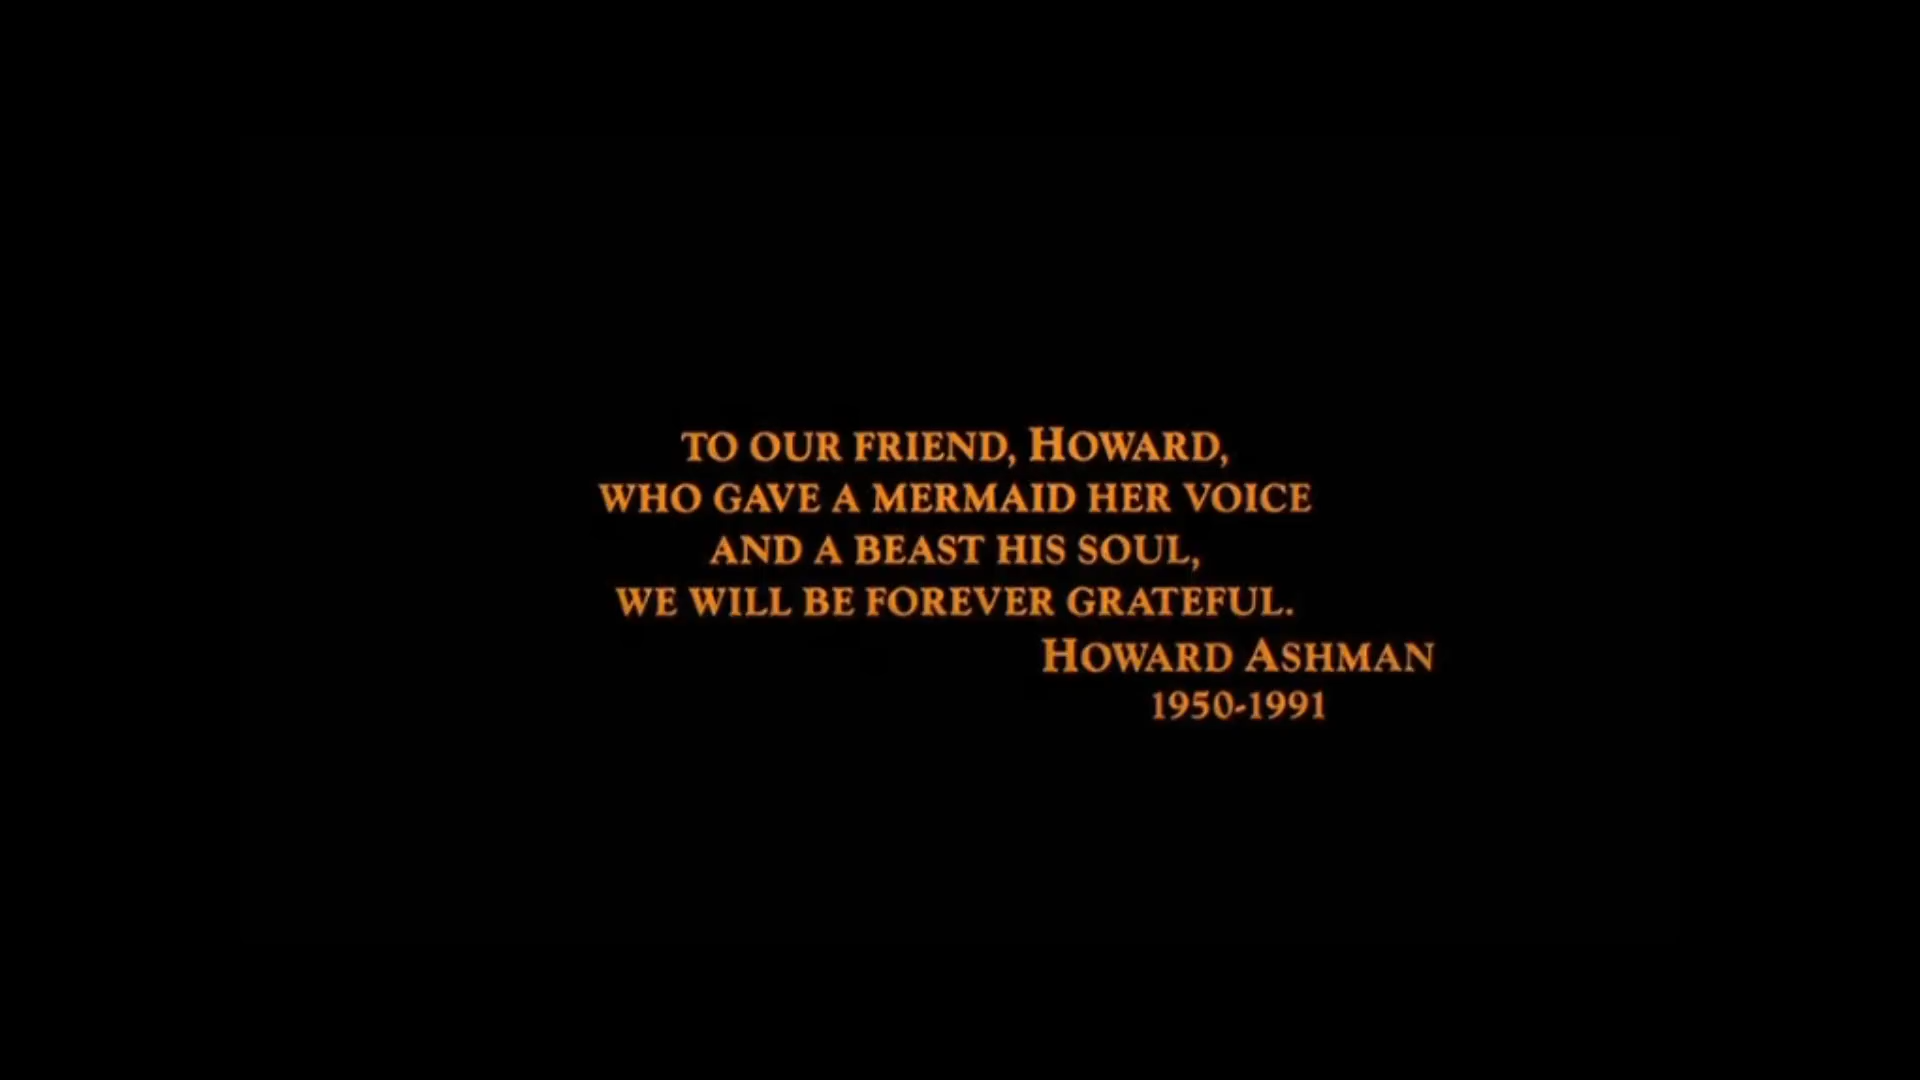 TO OUR FRIEND, HOWARD,
WHO GAVE A MERMAID HER VOICE
AND A BEAST HIS SOUL,
WE WILL BE FOREVER GRATEFUL.
HOWARD ASHMAN
1950-1991